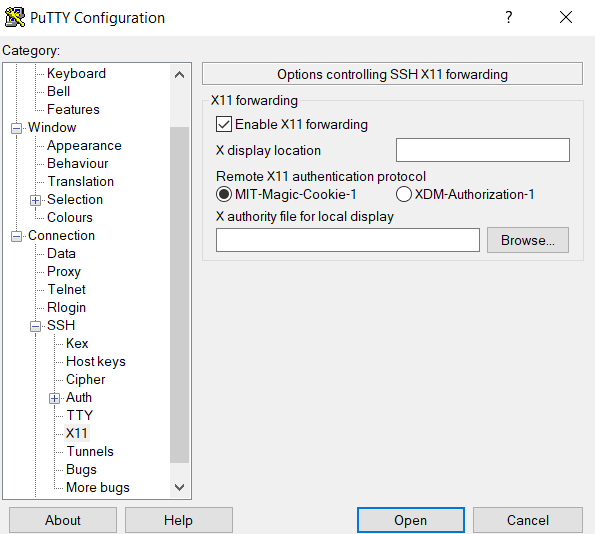 PuTTY Configuration
?
Category:
Keyboard
Bell
Features
Window
Appearance
Behaviour
Translation
Selection
Colours
Connection
Data
Proxy
Telnet
Rlogin
SSH
Kex
Host keys
Cipher
Auth
TTY
X11
Tunnels
Bugs
More bugs
Options controlling SSH X11 forwarding
X11 forwarding
Enable X11 forwarding
X display location
Remote X11 authentication protocol
MIT-Magic-Cookie-1 XDM-Authorization-1
X authority file for local display
Browse...
About Help Open Cancel